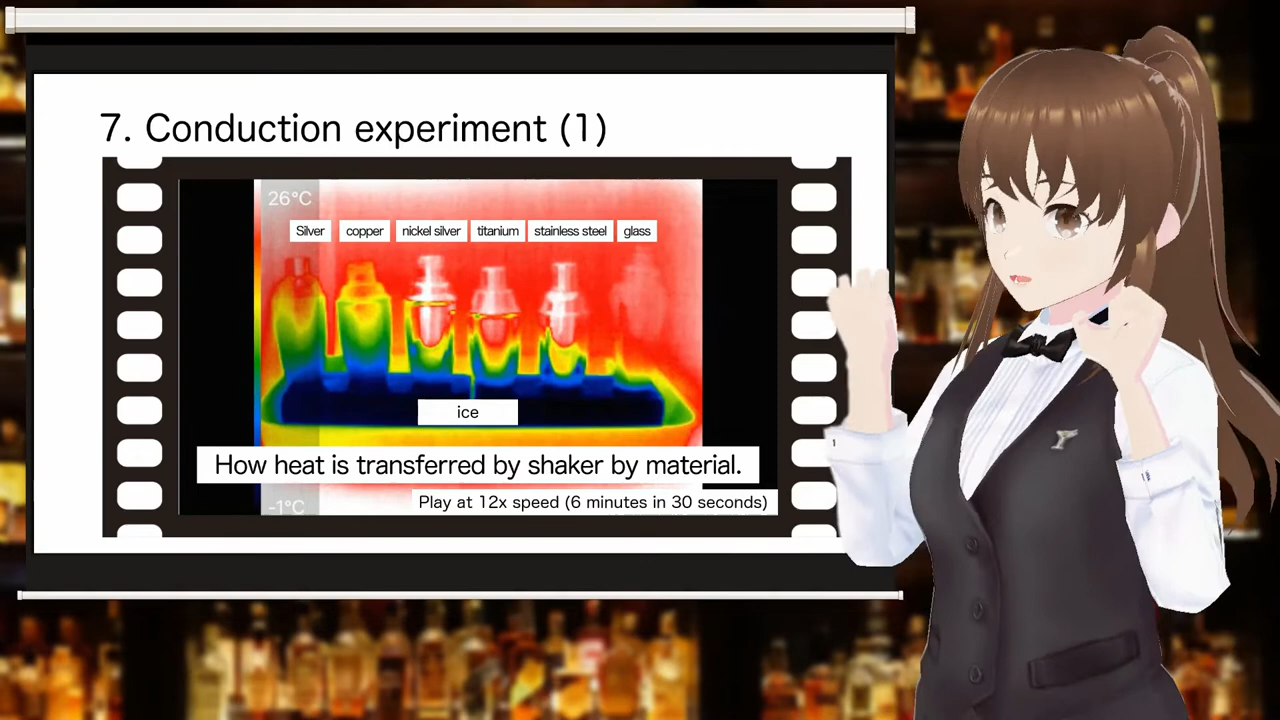 7. Conduction experiment (1)
26°C
Silver copper nickel silver titanium stainless steel glass
ice
How heat is transferred by shaker by material.
-1°C
Play at 12x speed (6 minutes in 30 seconds)